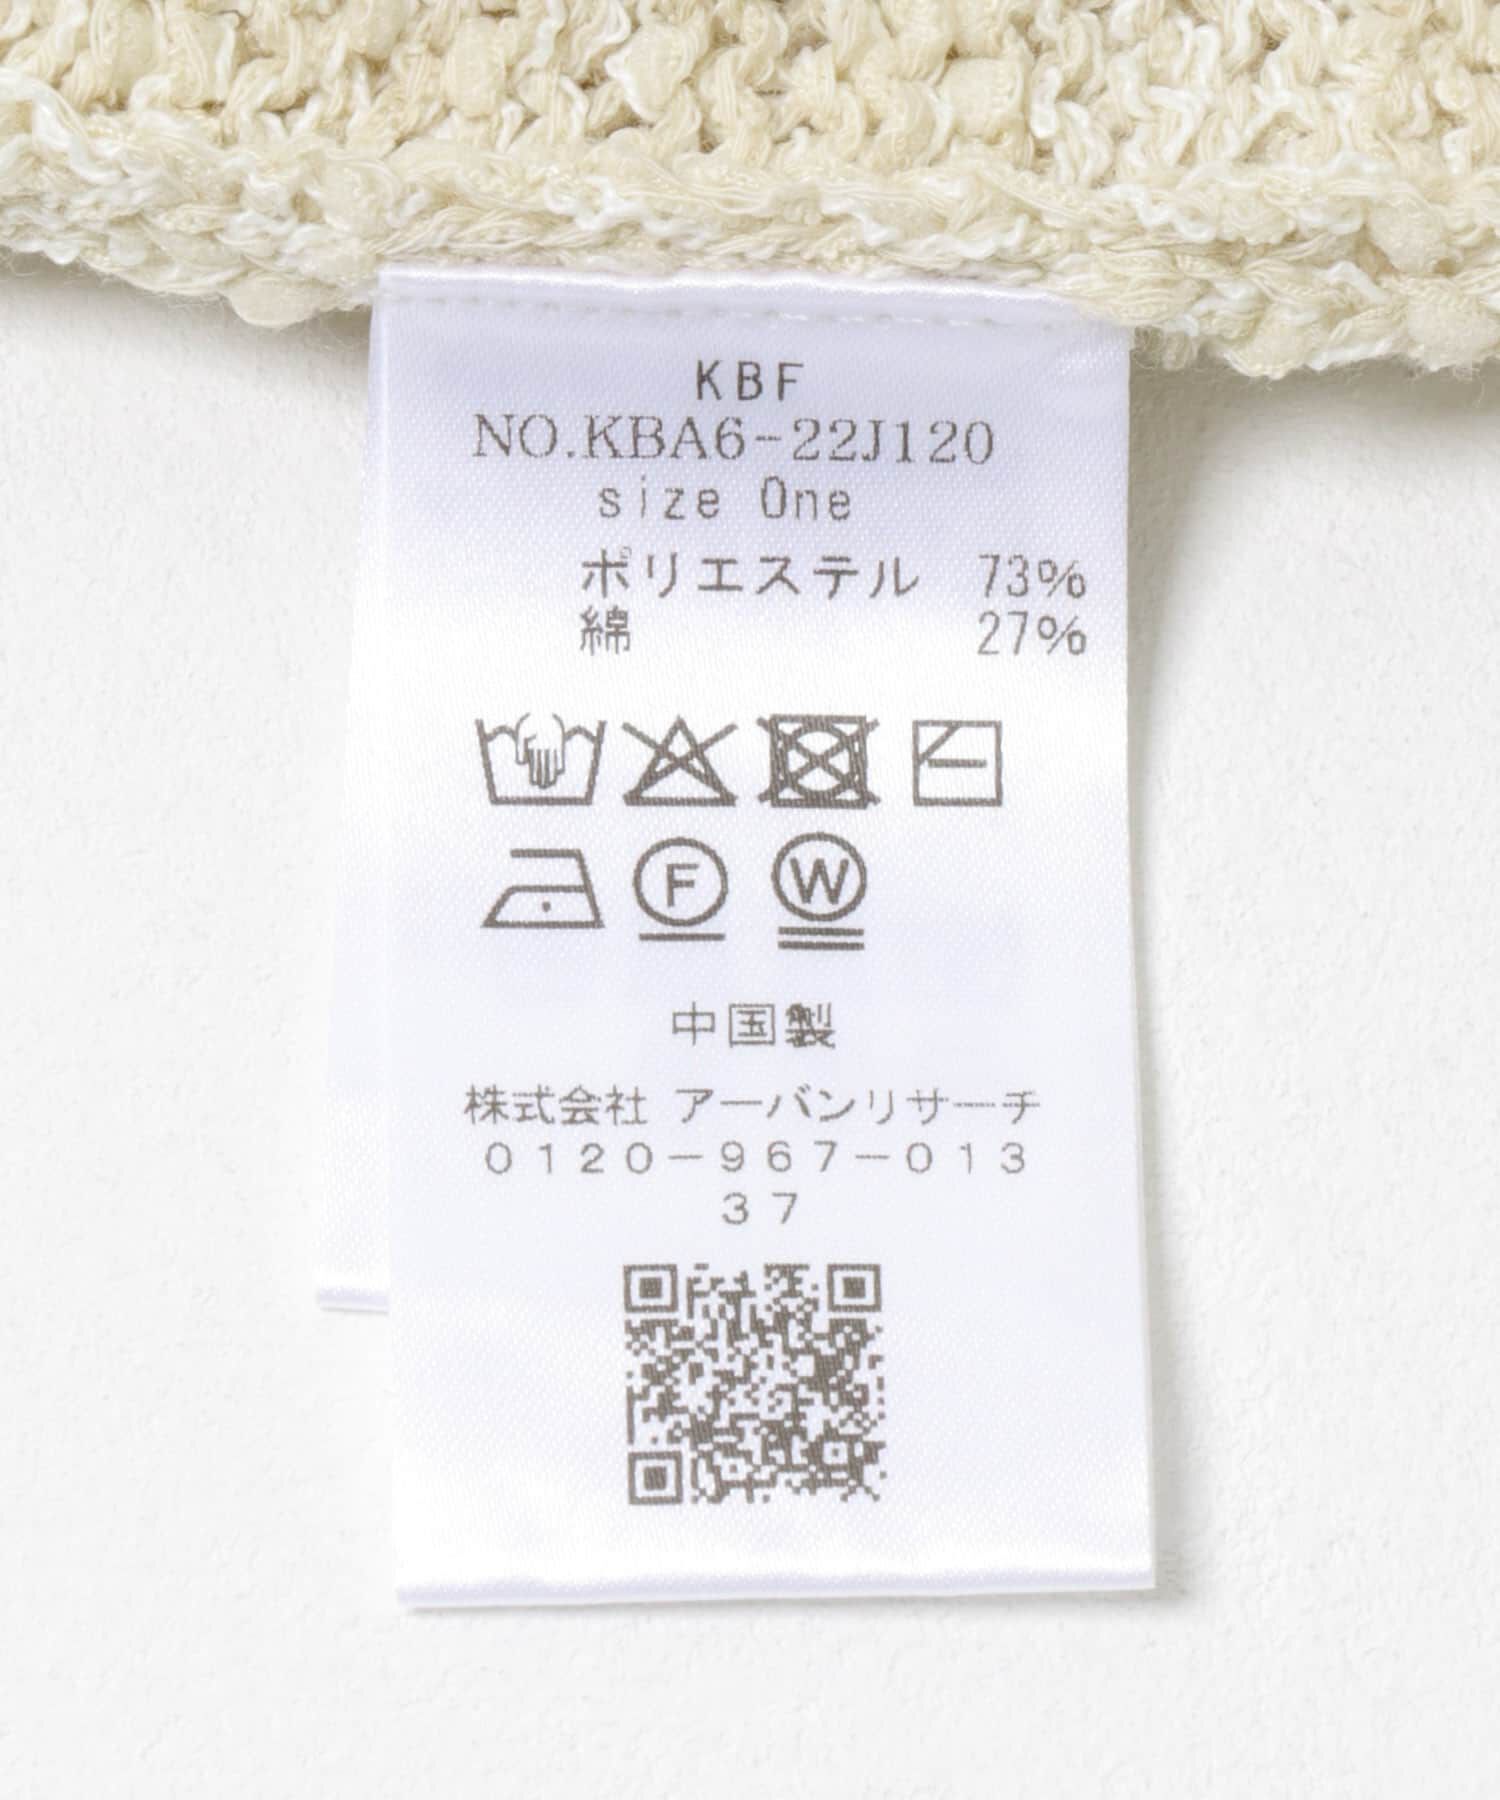 KBF
NO.KBA6-22J120
size One
ポリエステル 73%
綿 27%
F W
中国製
株式会社 アーバンリサーチ
0120-967-013
37